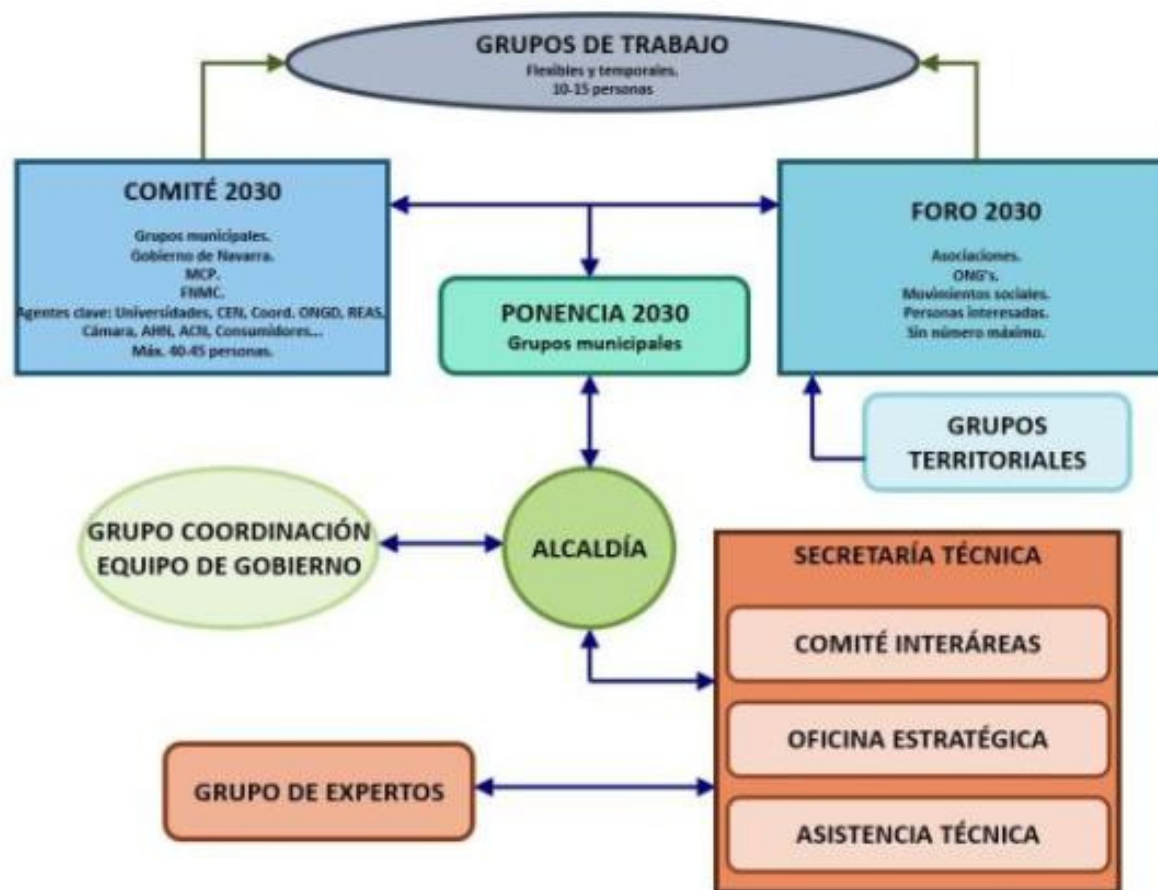 GRUPOS DE TRABAJO
Flexibles y temporales.
10-15 personas
COMITÉ 2030
Grupos municipales.
Gobierno de Navarra.
MCP.
FNMC.
Agentes clave: Universidades, CEN, Coord. ONGD, REAS,
Cámara, AHN, ACN, Consumidores...
Máx. 40-45 personas.
FORO 2030
Asociaciones.
ONG's.
Movimientos sociales.
Personas interesadas.
Sin número máximo.
PONENCIA 2030
Grupos municipales
GRUPOS
TERRITORIALES
GRUPO COORDINACIÓN
EQUIPO DE GOBIERNO
ALCALDÍA
SECRETARÍA TÉCNICA
COMITÉ INTERÁREAS
OFICINA ESTRATÉGICA
ASISTENCIA TÉCNICA
GRUPO DE EXPERTOS